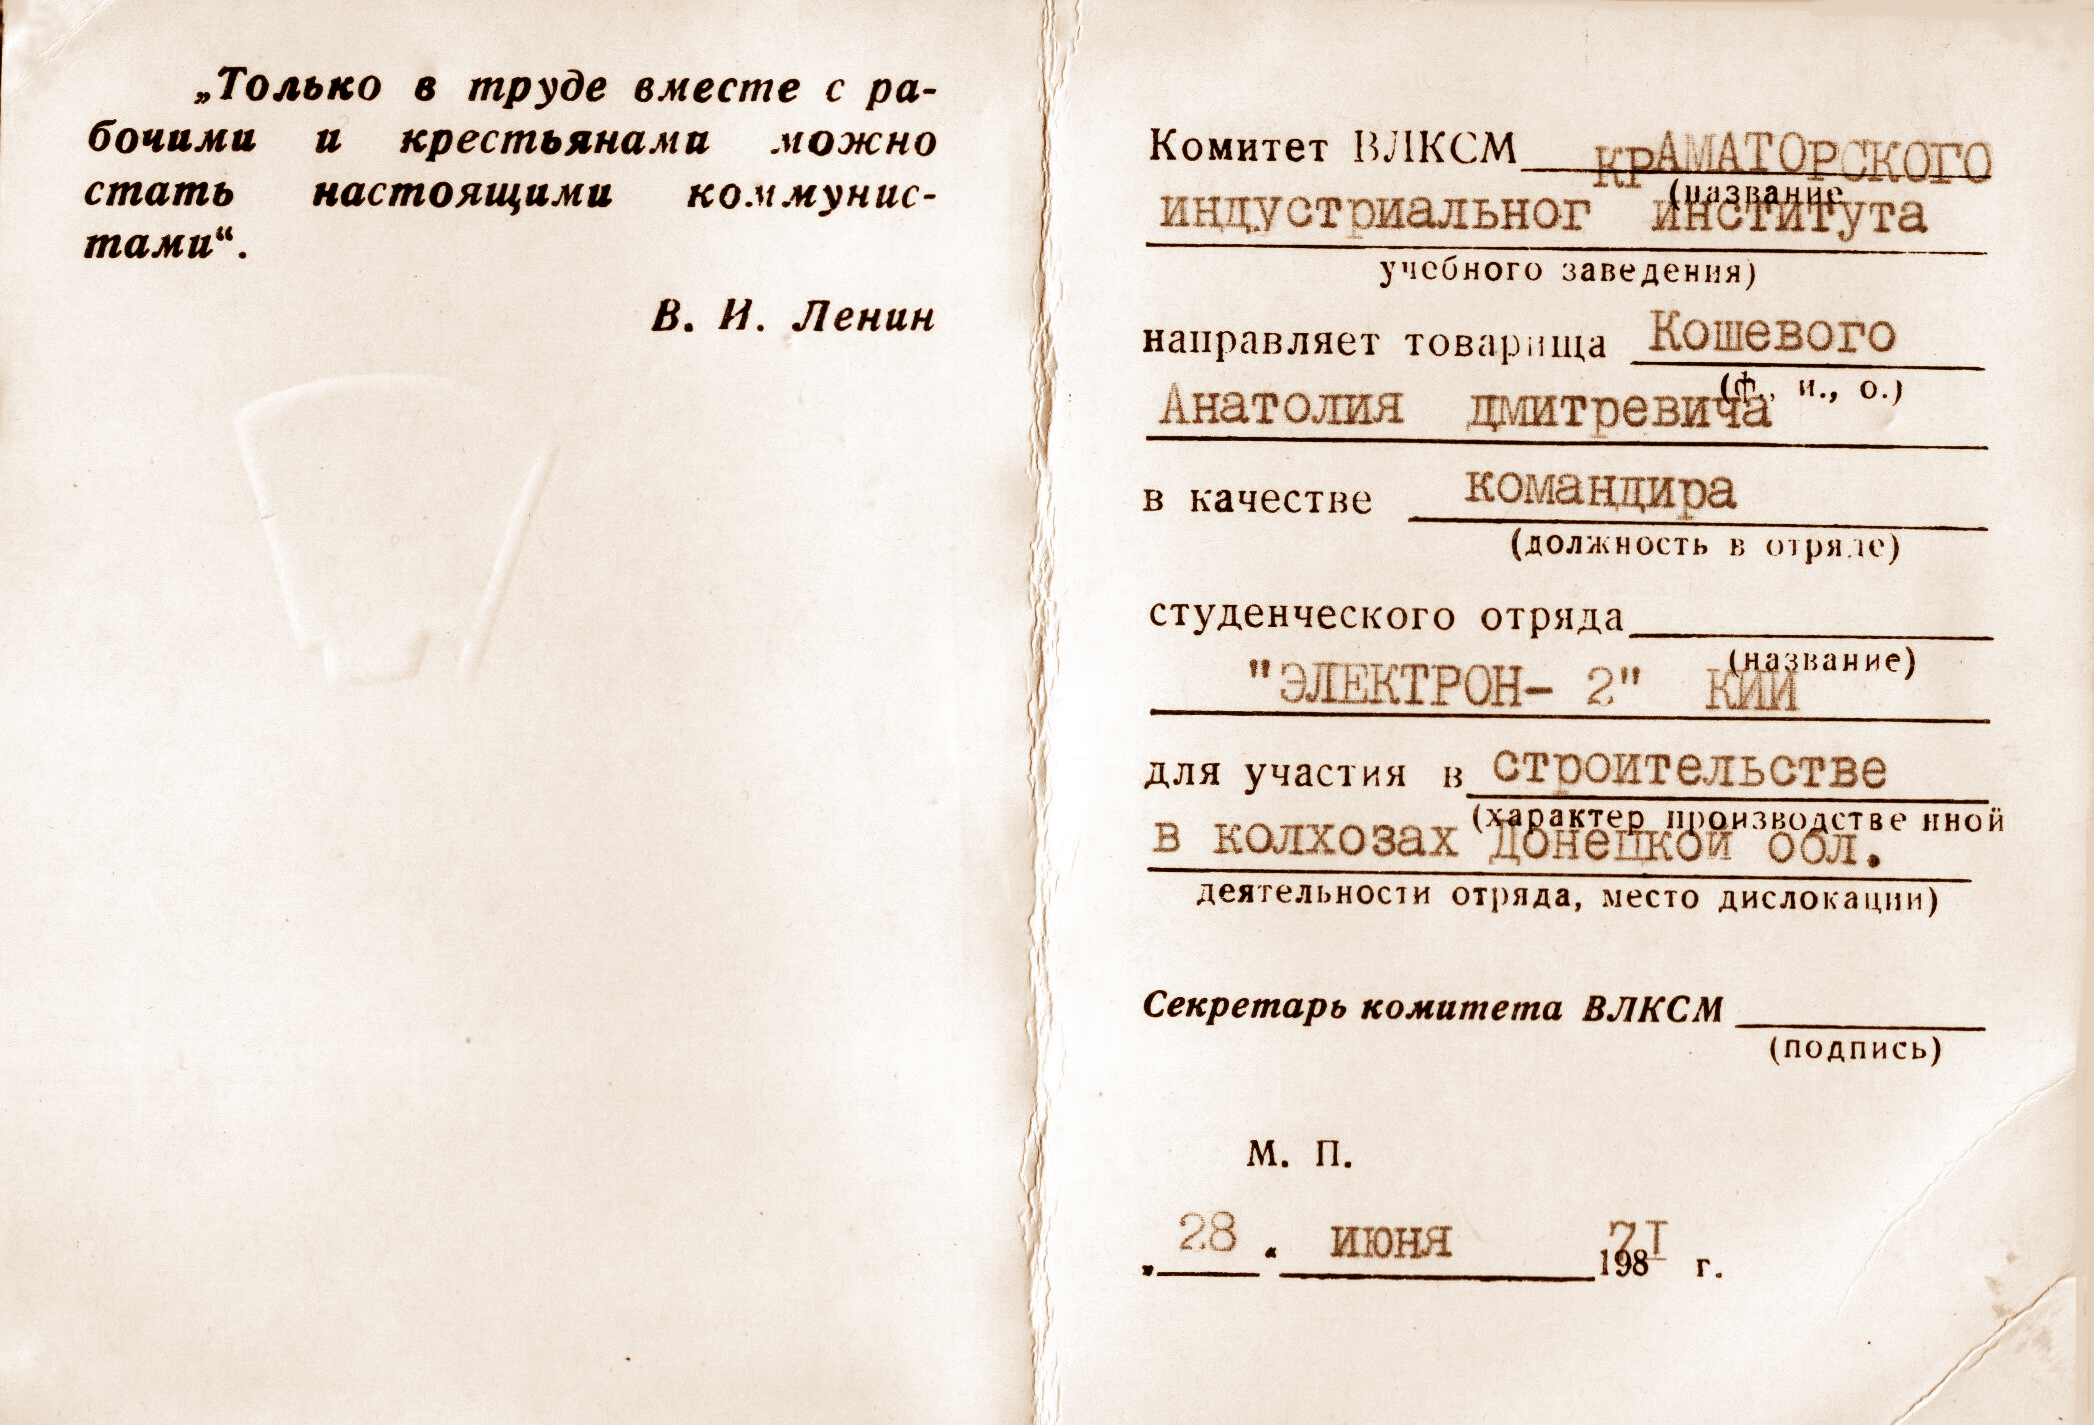 „Только в труде вместе с ра-
бочими и крестьянами можно
стать настоящими коммунис-
тами“.
В. И. Ленин
Комитет ВЛКСМ крАМАТОРСКОГО
(название
индустриальног института
учебного заведения)
направляет товарища Кошевого
(ф., и., о.)
Анатолия дмитревича
в качестве командира
(должность в отряде)
студенческого отряда
(название)
"ЭЛЕКТРОН- 2" КИИ
для участия в строительстве
(характер производственной
в колхозах Донецкой обл.
деятельности отряда, место дислокации)
Секретарь комитета ВЛКСМ
(подпись)
М. П.
„28“ июня 198 7I г.